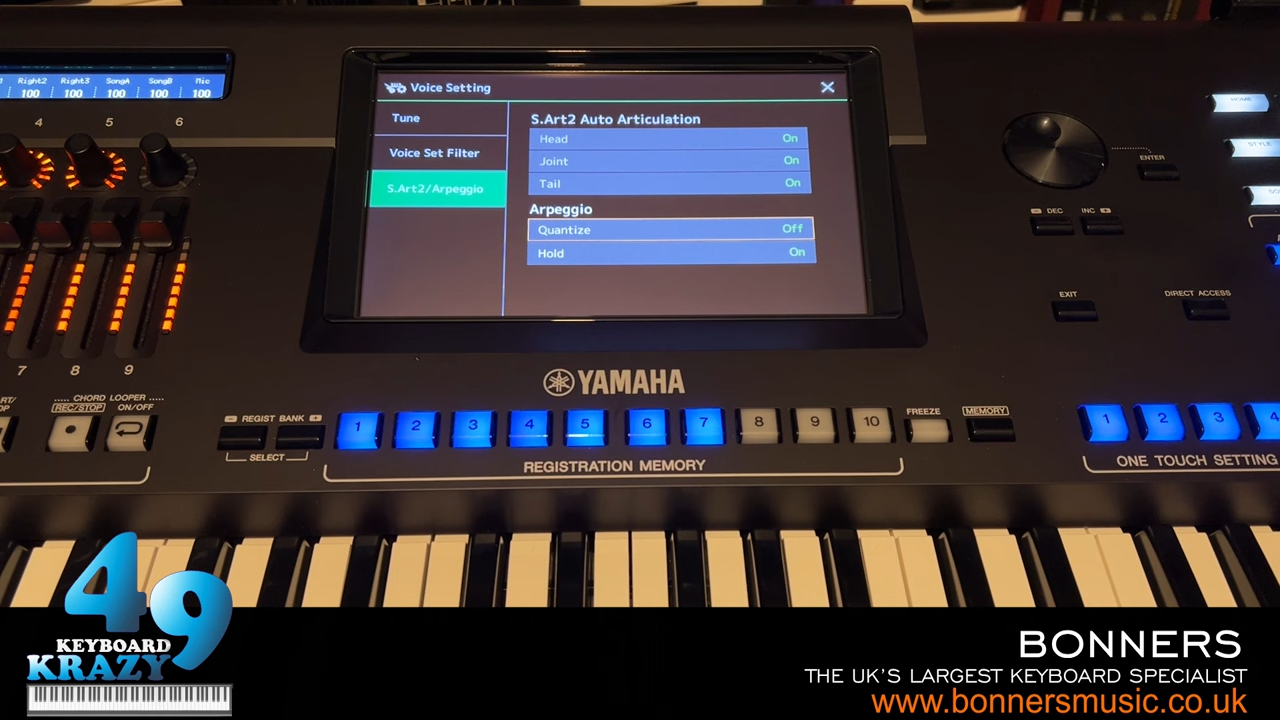 Right2 Right3 SongA SongB Mic
100 100 100 100 100
4 5 6
Voice Setting
Tune
Voice Set Filter
S.Art2/Arpeggio
S.Art2 Auto Articulation
Head On
Joint On
Tail On
Arpeggio
Quantize Off
Hold On
HOME
STYLE
ENTER
DEC INC
EXIT
DIRECT ACCESS
7 8 9
CHORD LOOPER
REC/STOP ON/OFF
YAMAHA
REGIST BANK
SELECT
1 2 3 4 5 6 7 8 9 10
REGISTRATION MEMORY
FREEZE
MEMORY
1 2 3 4
ONE TOUCH SETTING
49
KEYBOARD
KRAZY
BONNERS
THE UK'S LARGEST KEYBOARD SPECIALIST
www.bonnersmusic.co.uk